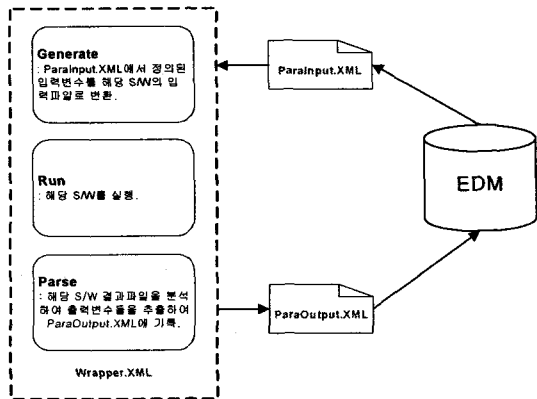 Generate
: ParaInput.XML에서 정의된
입력변수를 해당 S/W의 입
력파일로 변환.
ParaInput.XML
EDM
Run
: 해당 S/W를 실행.
Parse
: 해당 S/W 결과파일을 분석
하여 출력변수들을 추출하여
ParaOutput.XML에 기록.
ParaOutput.XML
Wrapper.XML